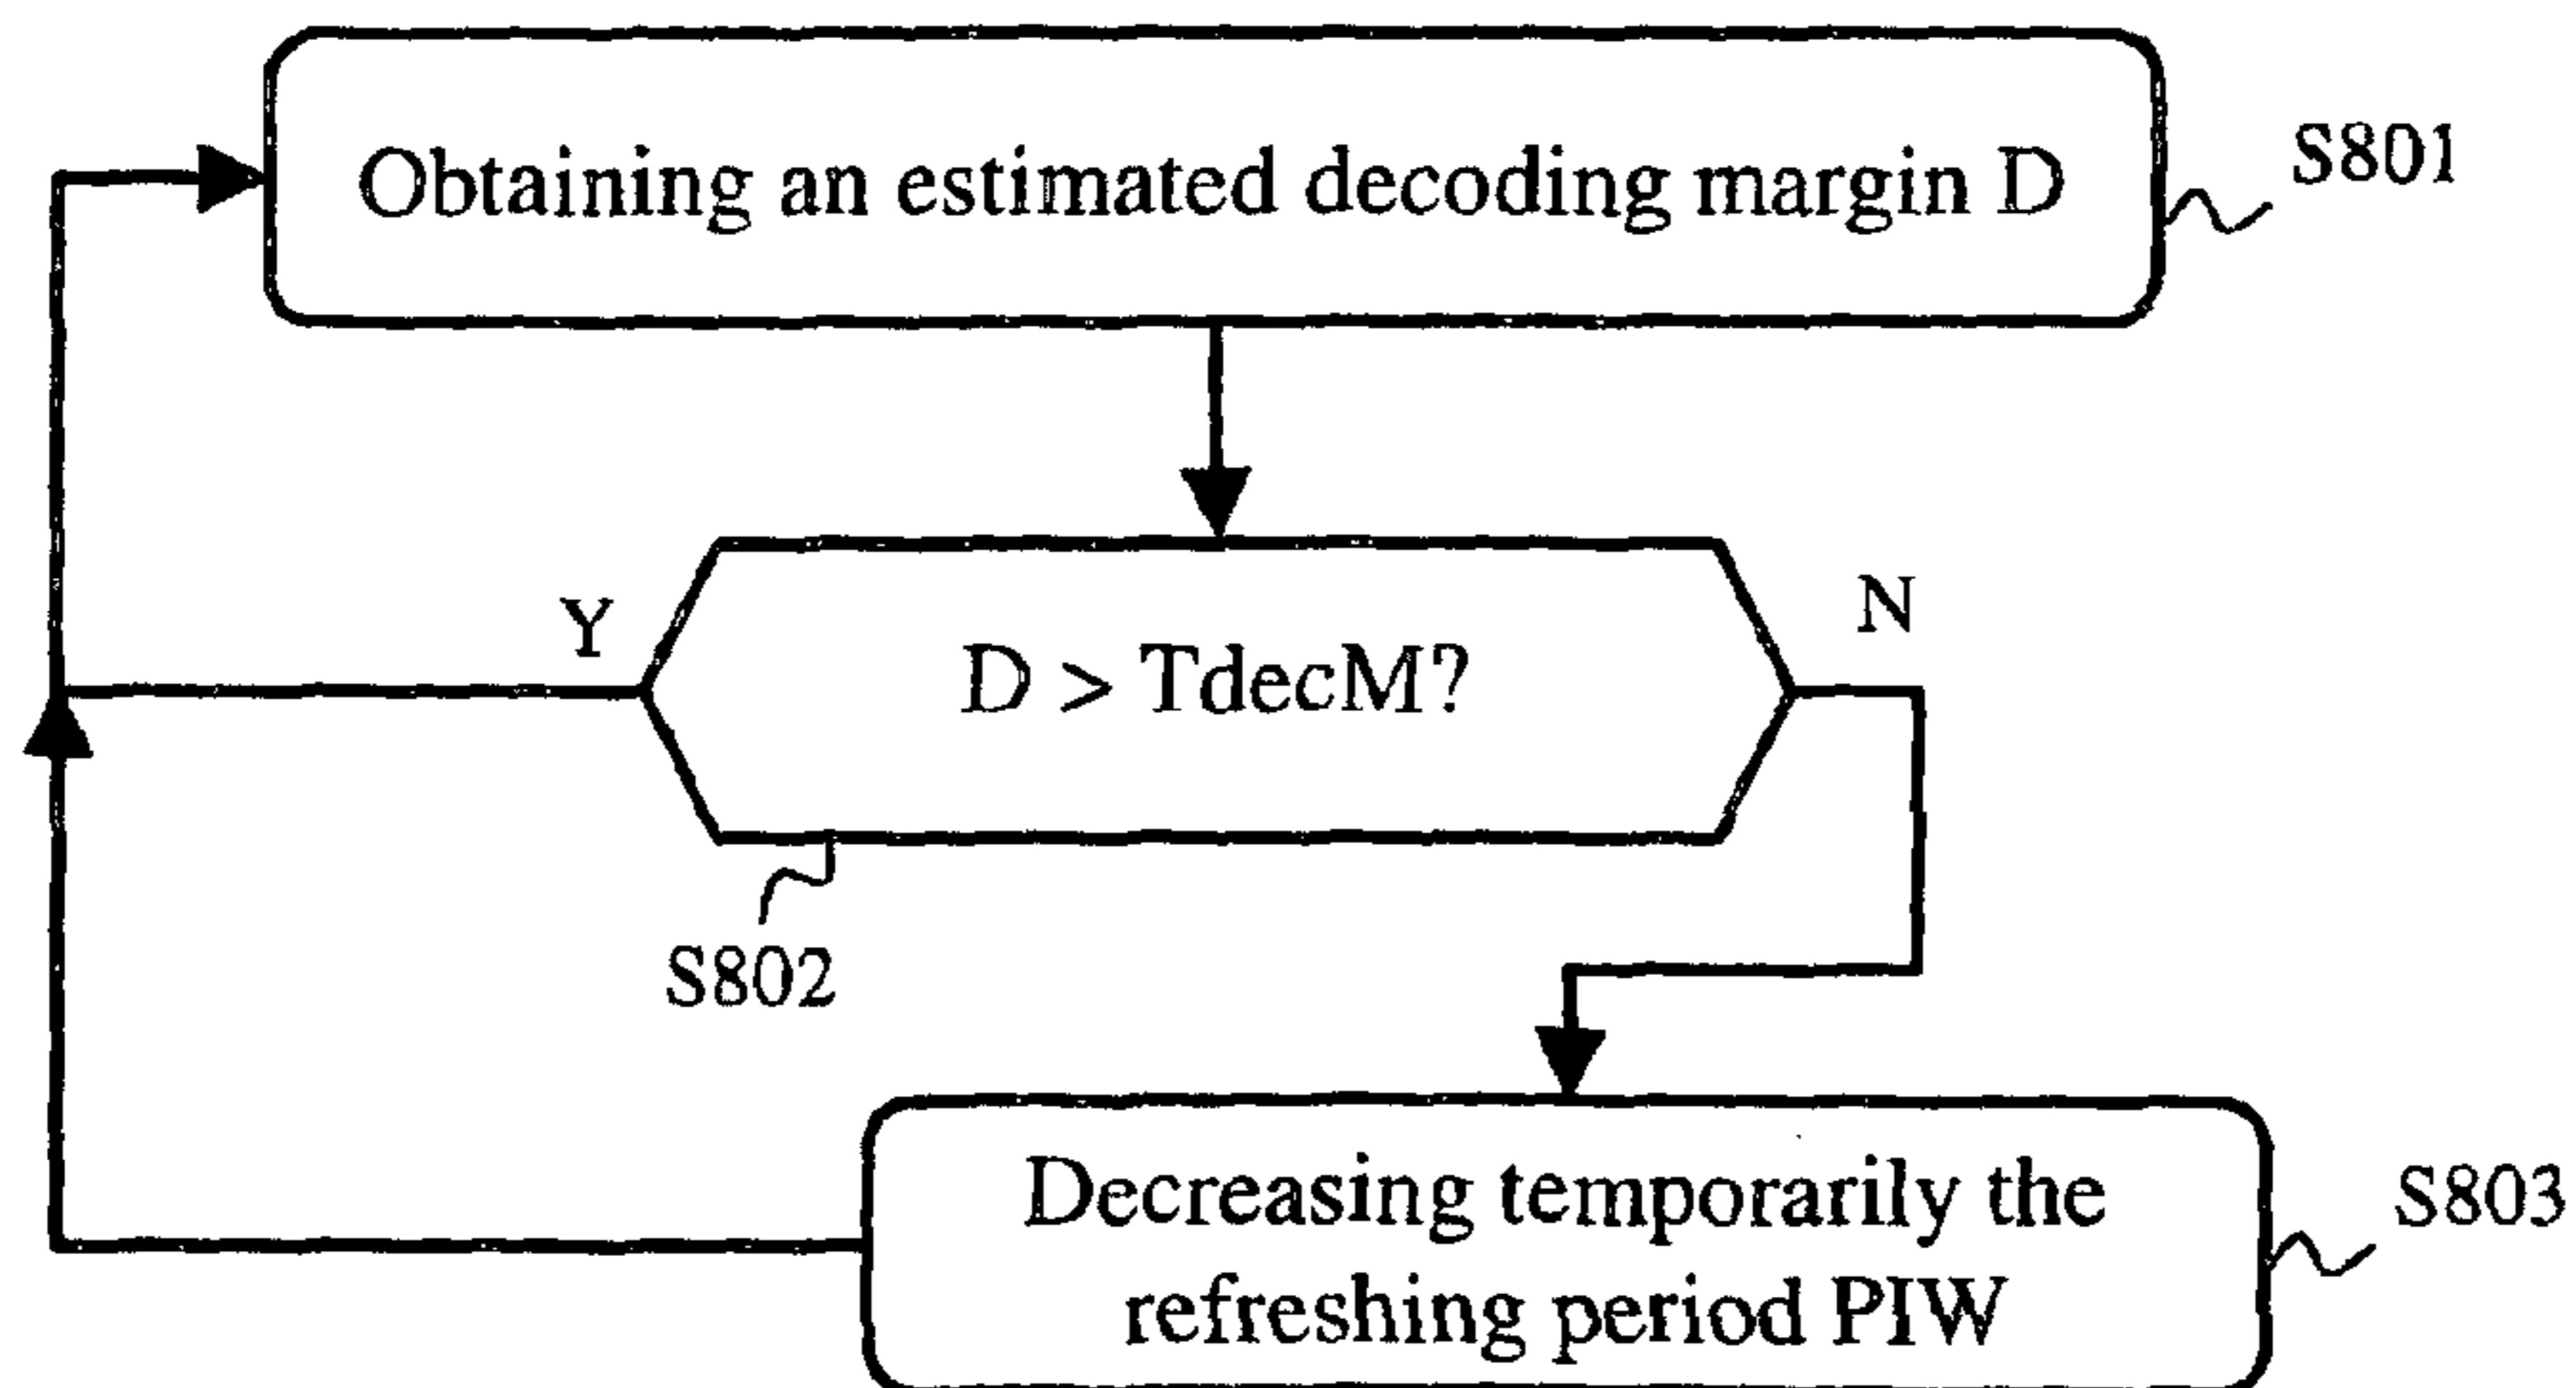 Obtaining an estimated decoding margin D
S801
Y
D > TdecM?
N
S802
Decreasing temporarily the
refreshing period PIW
S803